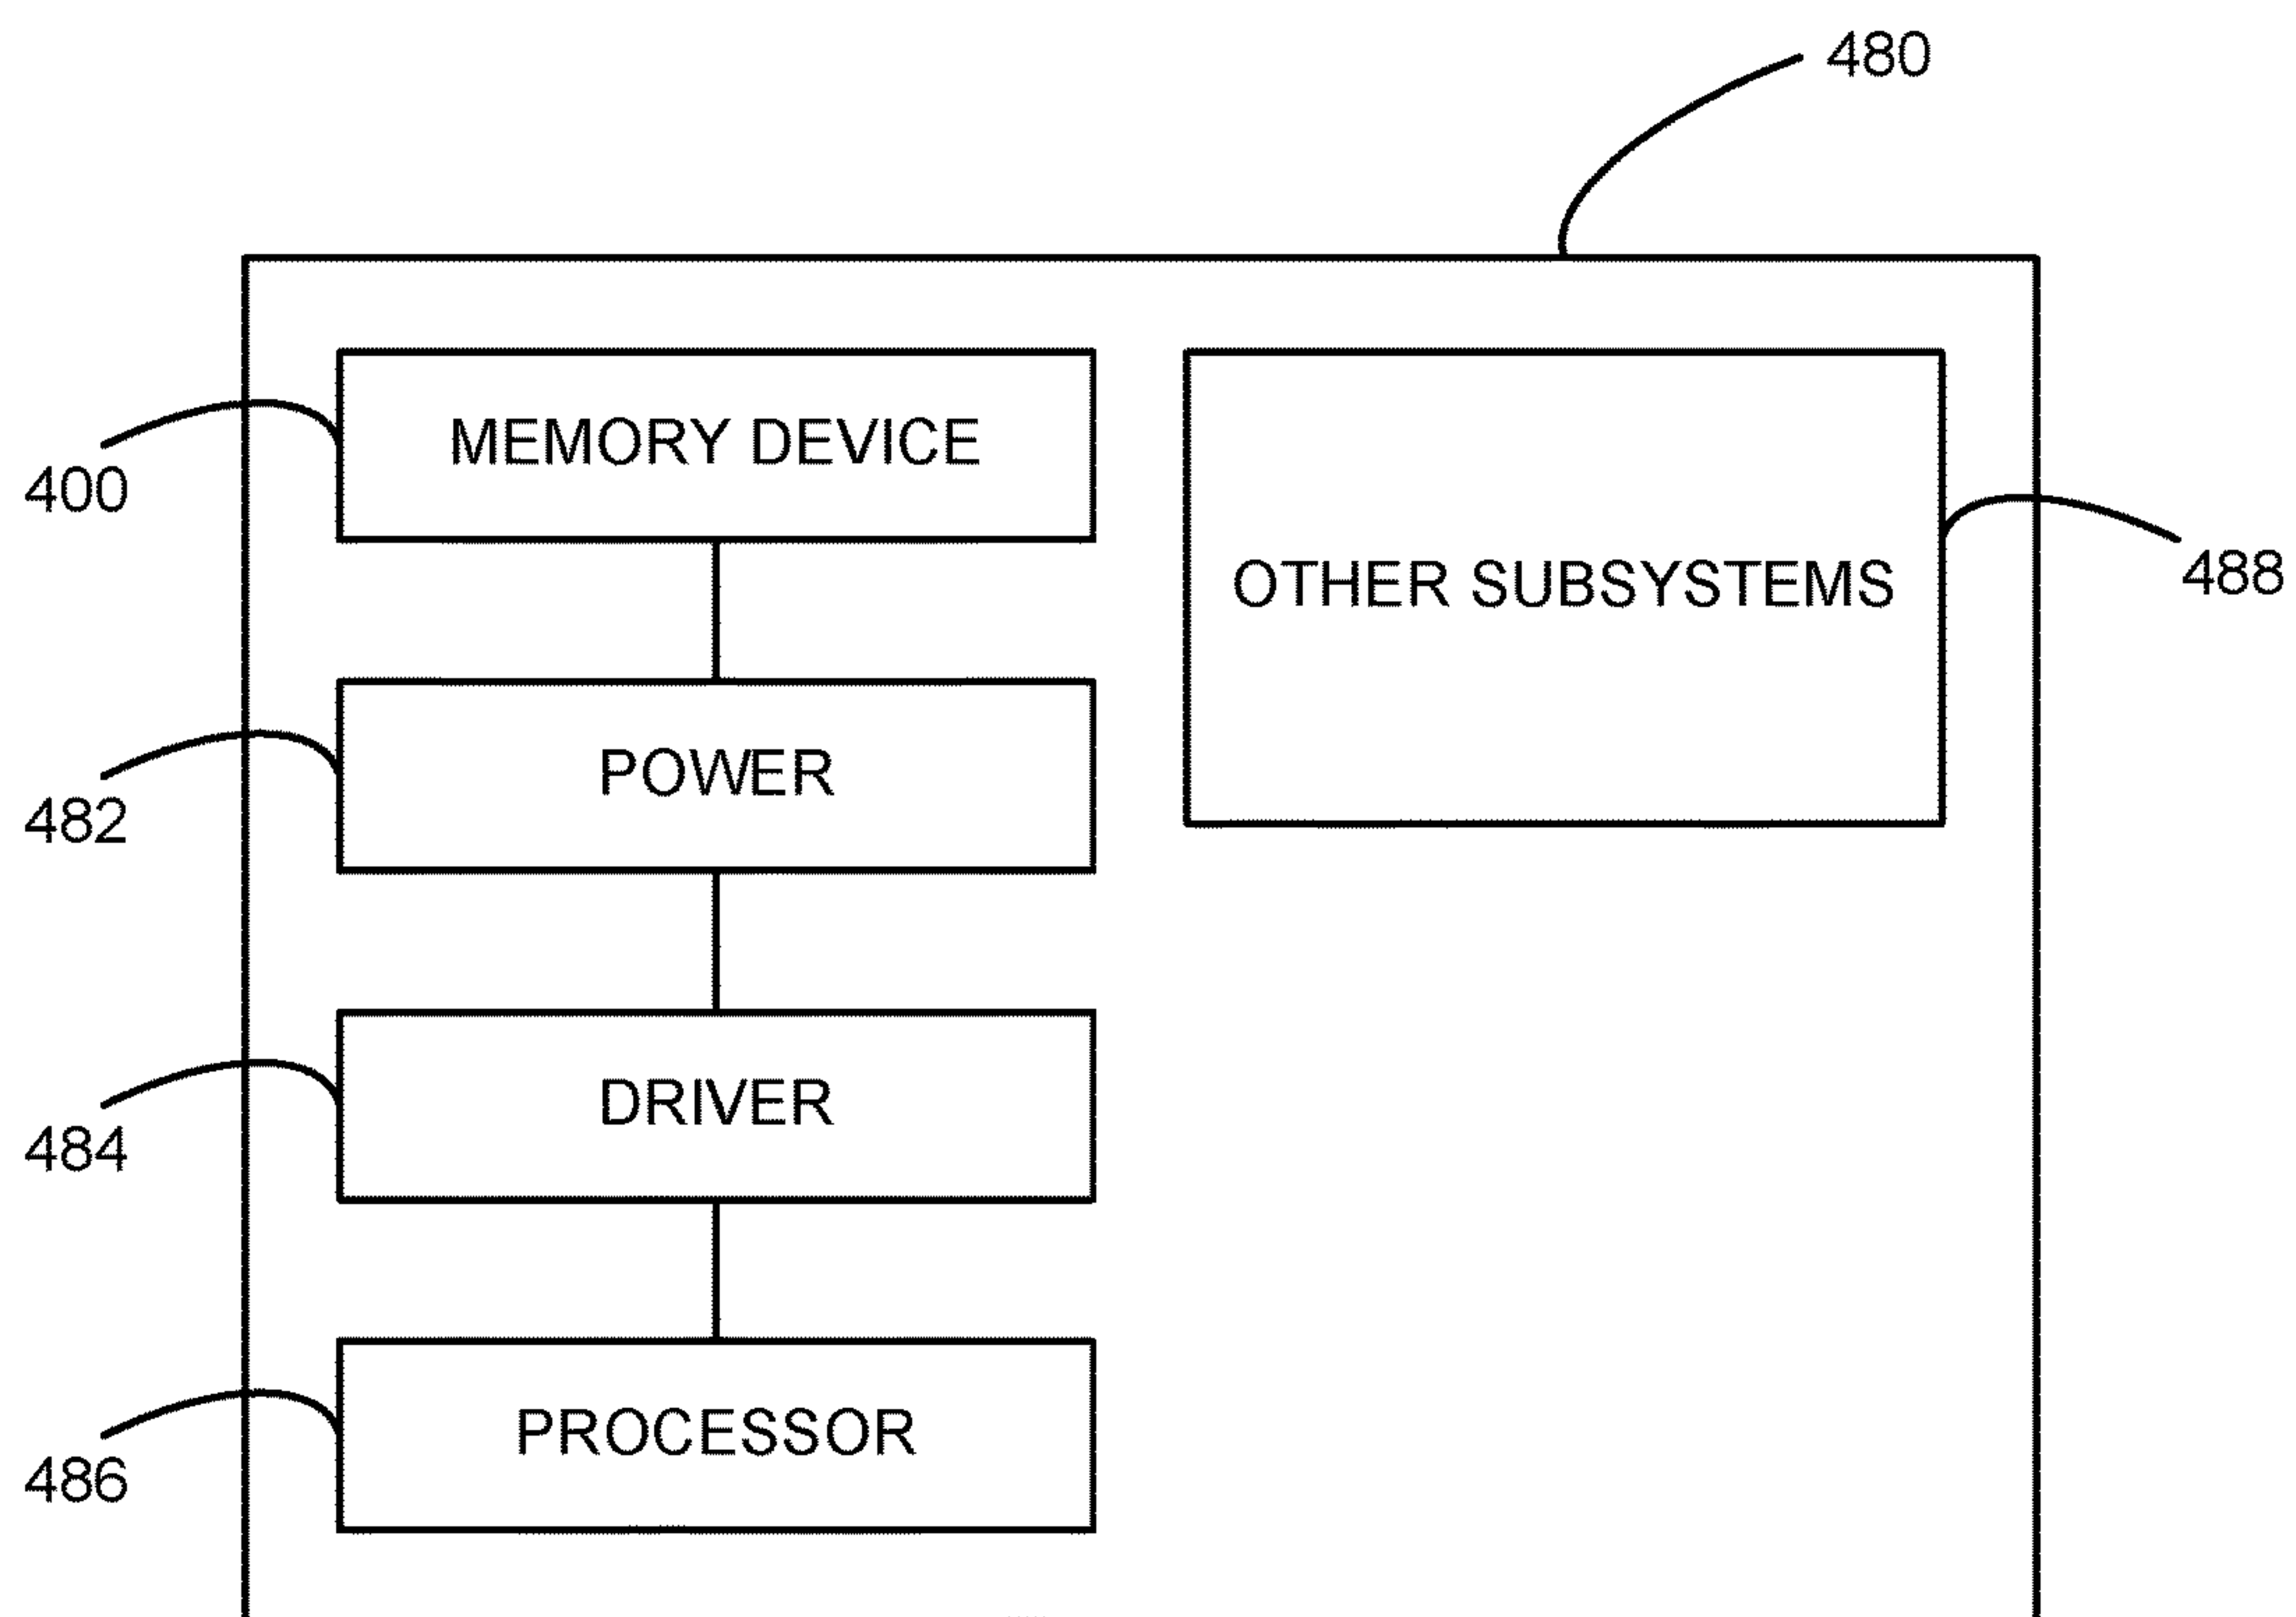 480
MEMORY DEVICE
400
OTHER SUBSYSTEMS
488
POWER
482
DRIVER
484
PROCESSOR
486